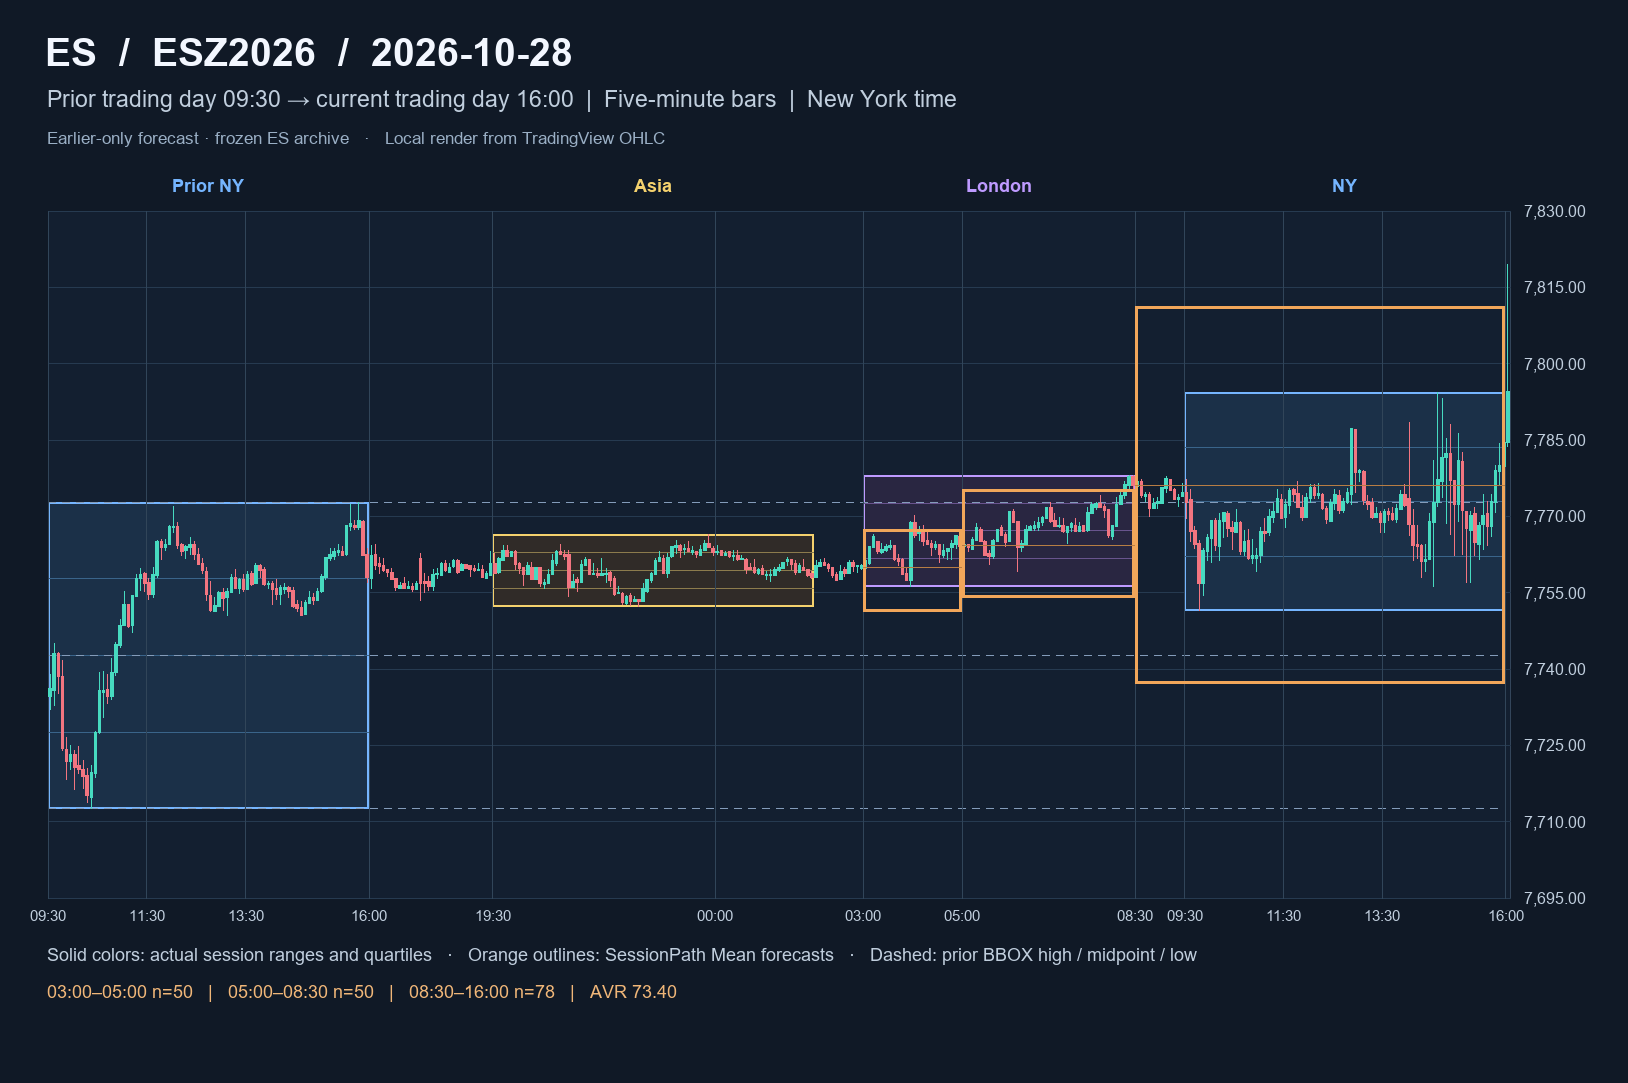 ES / ESZ2026 / 2026-10-28
Prior trading day 09:30 → current trading day 16:00 | Five-minute bars | New York time
Earlier-only forecast · frozen ES archive · Local render from TradingView OHLC
Prior NY Asia London NY
7,830.00
7,815.00
7,800.00
7,785.00
7,770.00
7,755.00
7,740.00
7,725.00
7,710.00
7,695.00
09:30 11:30 13:30 16:00 19:30 00:00 03:00 05:00 08:30 09:30 11:30 13:30 16:00
Solid colors: actual session ranges and quartiles · Orange outlines: SessionPath Mean forecasts · Dashed: prior BBOX high / midpoint / low
03:00–05:00 n=50 | 05:00–08:30 n=50 | 08:30–16:00 n=78 | AVR 73.40